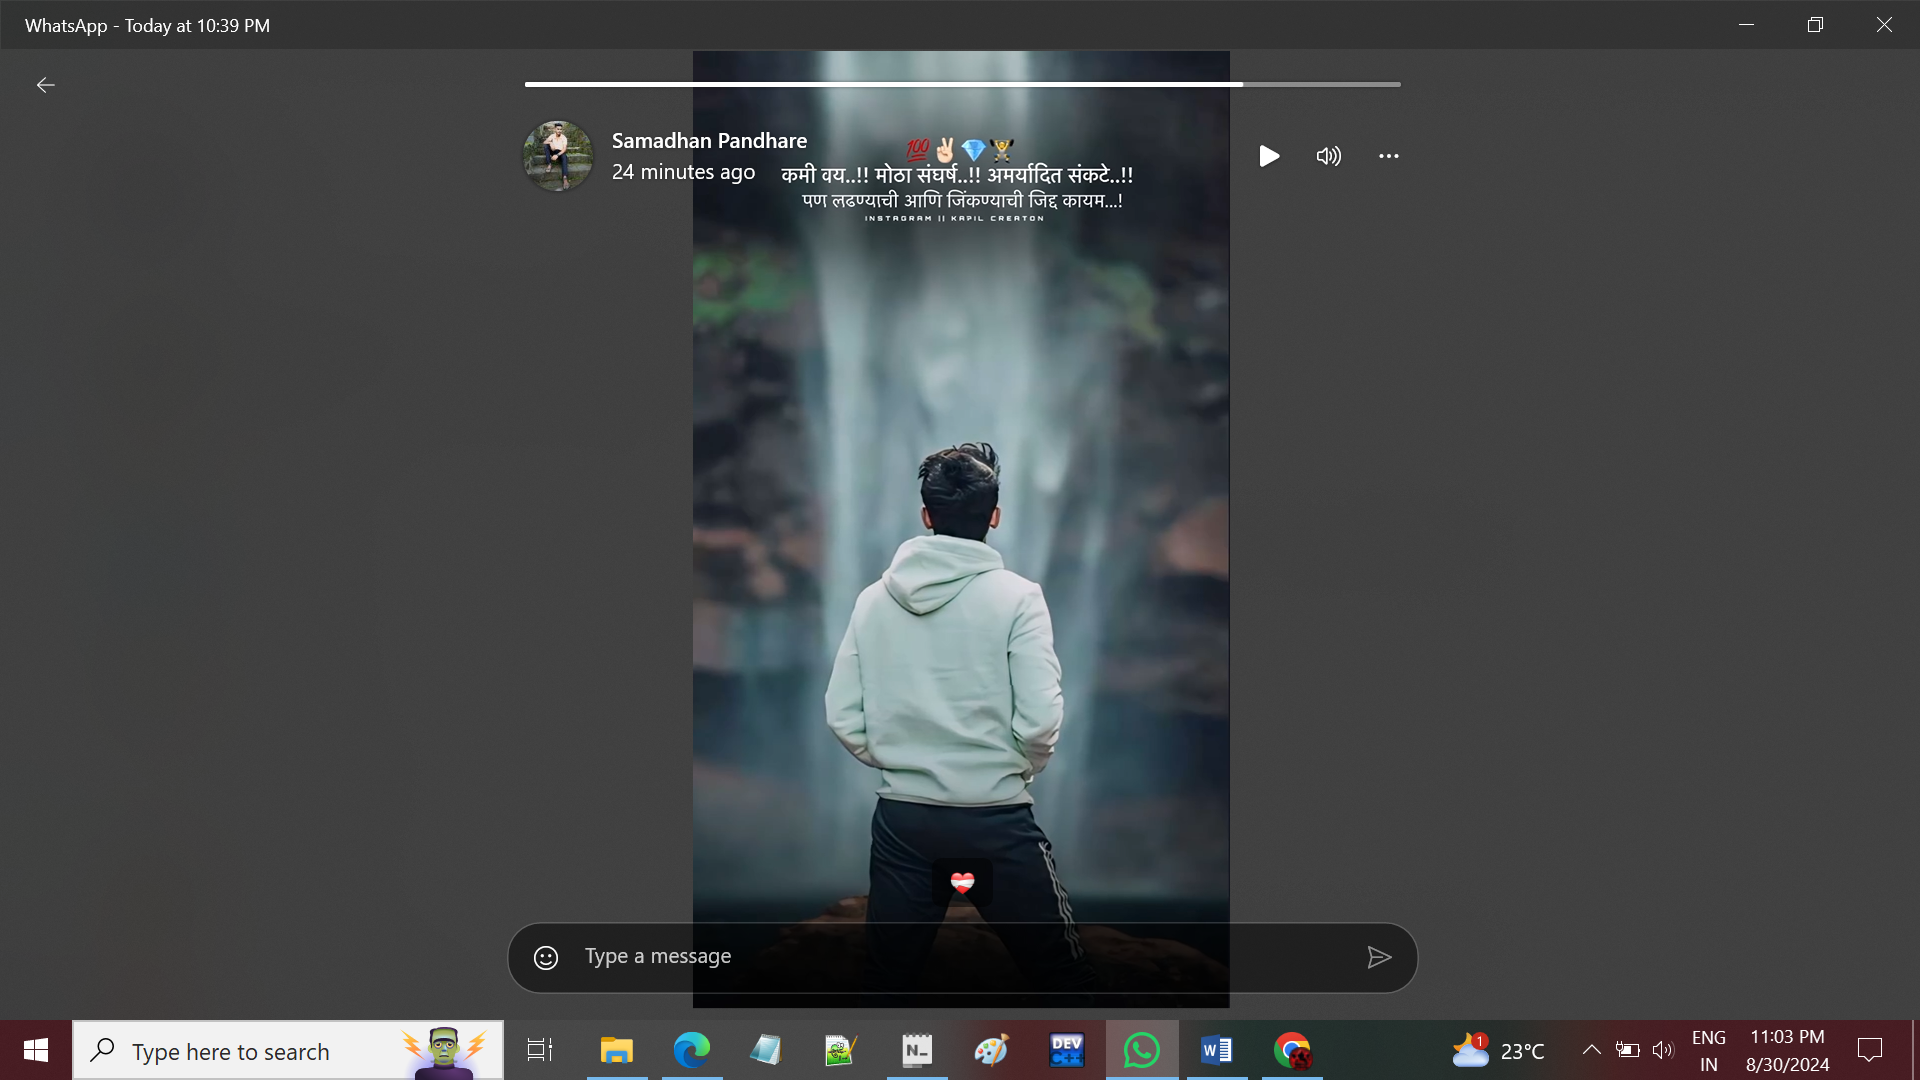 WhatsApp - Today at 10:39 PM
Samadhan Pandhare
24 minutes ago
💯✌🏻💎🏋
कमी वय..!! मोठा संघर्ष..!! अमर्यादित संकटे..!!
पण लढण्याची आणि जिंकण्याची जिद्द कायम...!
INSTAGRAM || KAPIL CREATON
Type a message
Type here to search
N
DEV
C++
W
1
23°C
ENG
IN
11:03 PM
8/30/2024